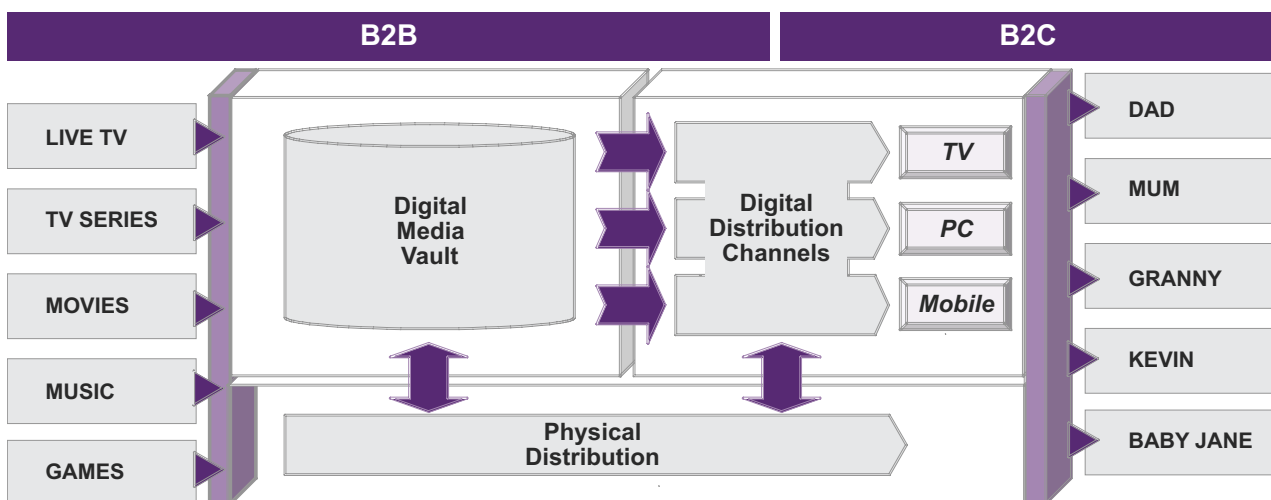 B2B
B2C
LIVE TV
TV SERIES
MOVIES
MUSIC
GAMES
Digital
Media
Vault
Digital
Distribution
Channels
TV
PC
Mobile
Physical
Distribution
DAD
MUM
GRANNY
KEVIN
BABY JANE